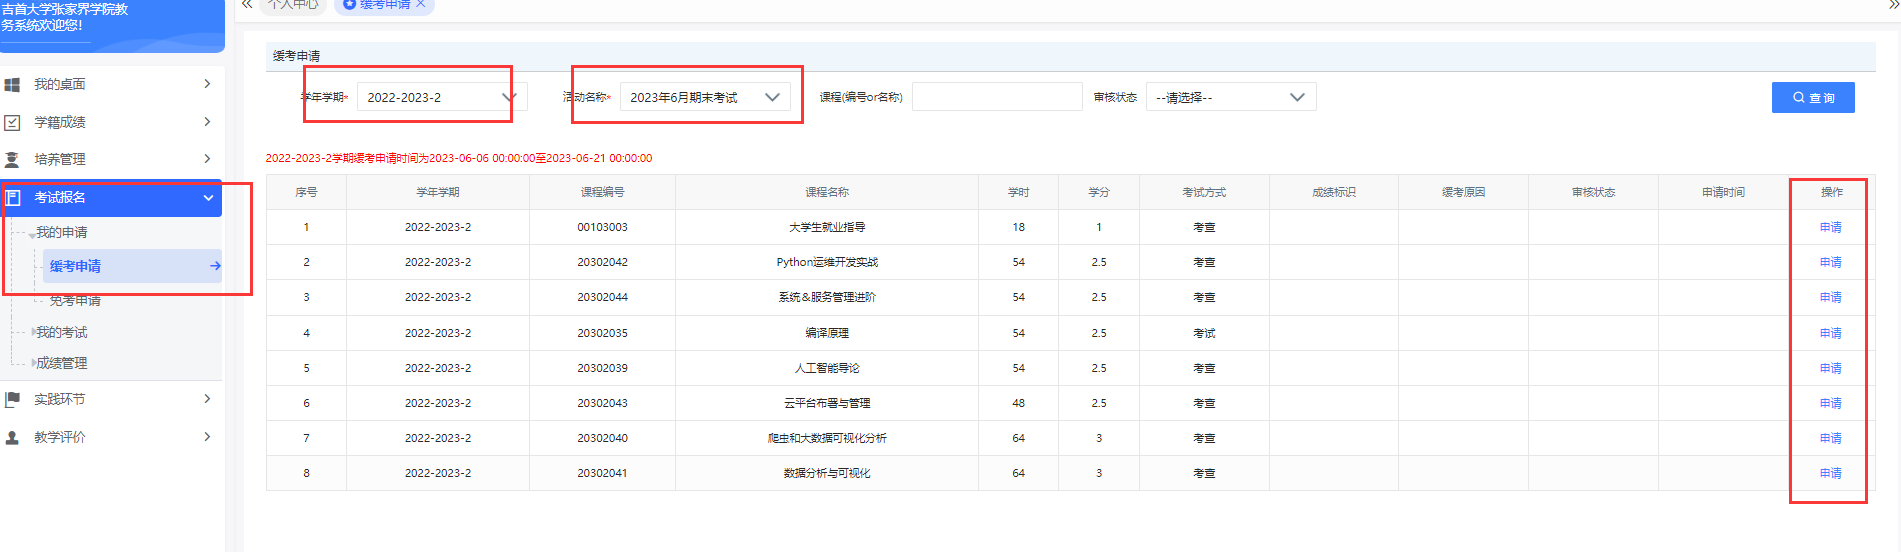 吉首大学张家界学院教
务系统欢迎您!
个人中心
缓考申请
我的桌面
学籍成绩
培养管理
考试报名
我的申请
缓考申请
免考申请
我的考试
成绩管理
实践环节
教学评价
缓考申请
学年学期* 2022-2023-2 活动名称* 2023年6月期末考试 课程(编号or名称) 审核状态 --请选择-- 查 询
2022-2023-2学期缓考申请时间为2023-06-06 00:00:00至2023-06-21 00:00:00
序号 学年学期 课程编号 课程名称 学时 学分 考试方式 成绩标识 缓考原因 审核状态 申请时间 操作
1 2022-2023-2 00103003 大学生就业指导 18 1 考查 申请
2 2022-2023-2 20302042 Python运维开发实战 54 2.5 考查 申请
3 2022-2023-2 20302044 系统&服务管理进阶 54 2.5 考查 申请
4 2022-2023-2 20302035 编译原理 54 2.5 考试 申请
5 2022-2023-2 20302039 人工智能导论 54 2.5 考查 申请
6 2022-2023-2 20302043 云平台布署与管理 48 2.5 考查 申请
7 2022-2023-2 20302040 爬虫和大数据可视化分析 64 3 考查 申请
8 2022-2023-2 20302041 数据分析与可视化 64 3 考查 申请